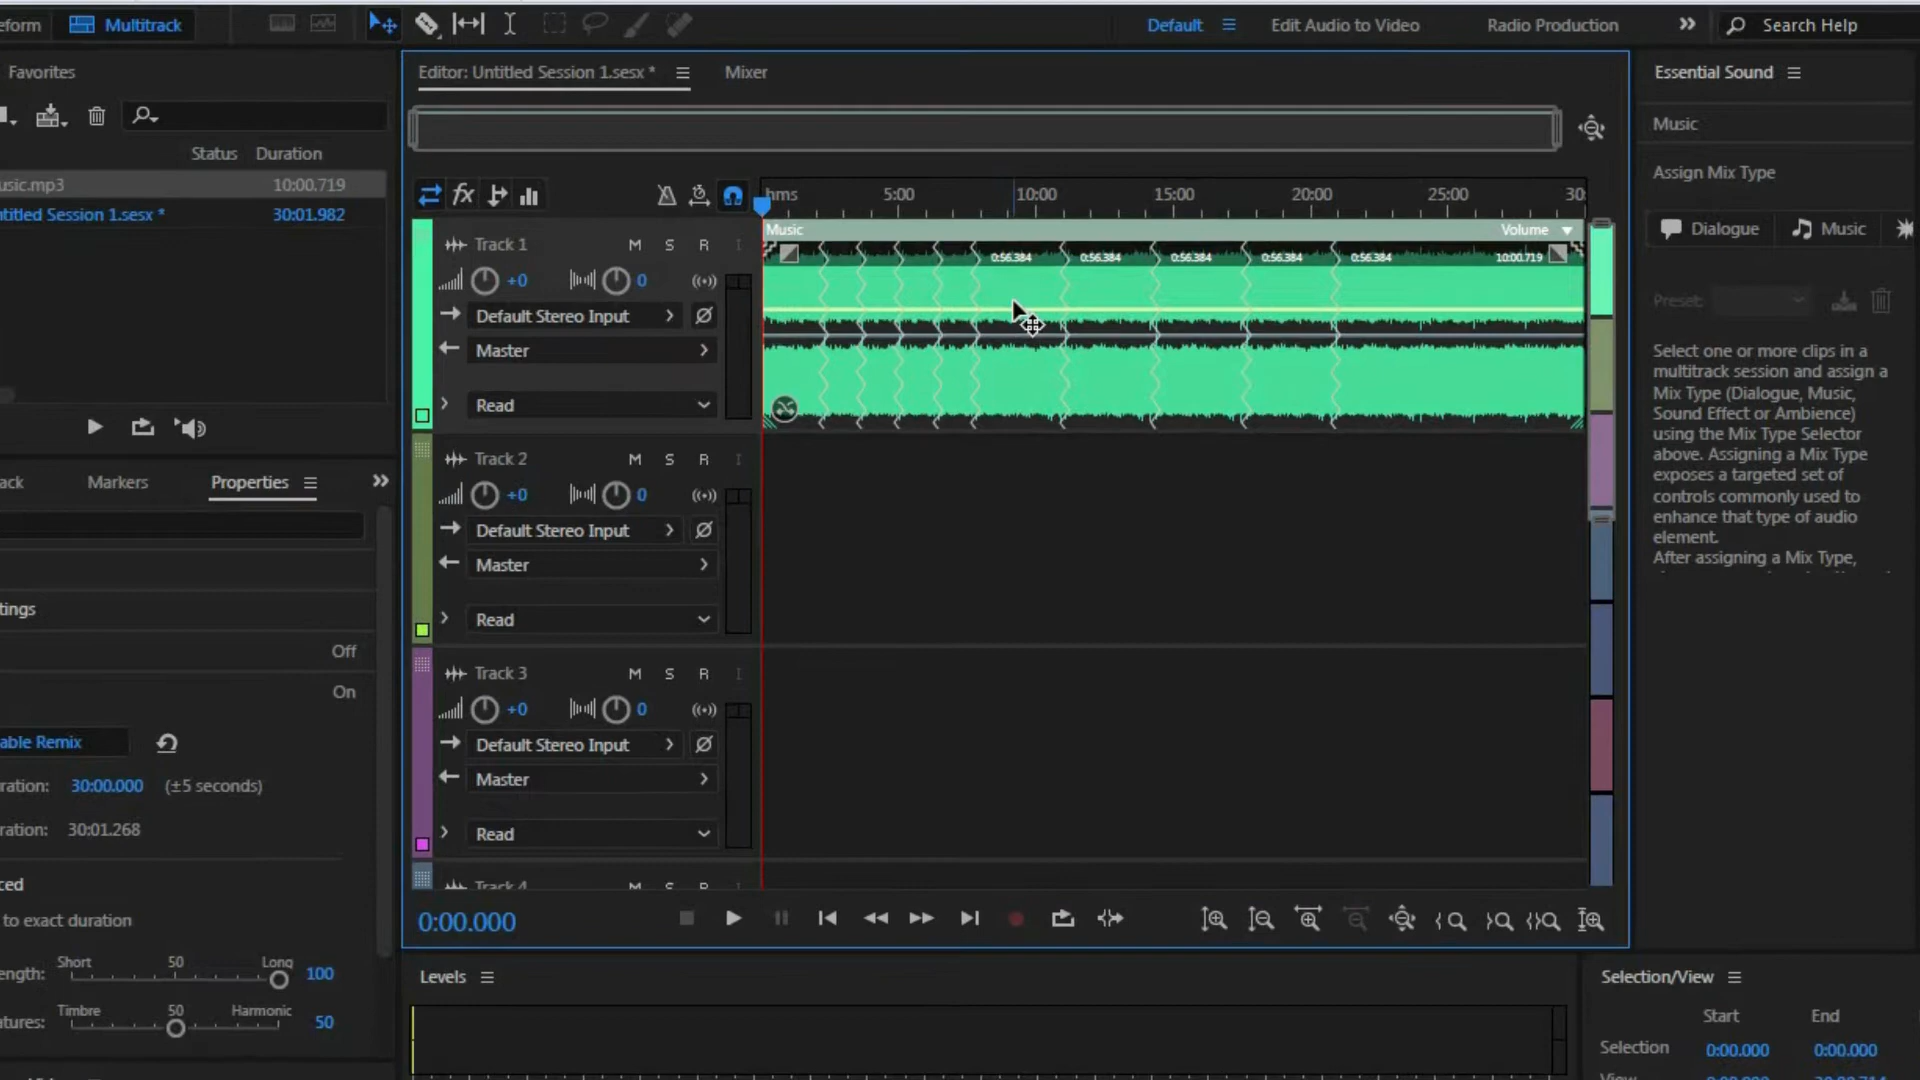 eform Multitrack Default Edit Audio to Video Radio Production Search Help
Favorites
Status Duration
usic.mp3 10:00.719
ntitled Session 1.sesx * 30:01.982
ack Markers Properties
tings
Off
On
able Remix
ration: 30:00.000 (±5 seconds)
ration: 30:01.268
ced
to exact duration
Short 50 Long
ength: 100
Timbre 50 Harmonic
atures: 50
Editor: Untitled Session 1.sesx * Mixer
fx
hms 5:00 10:00 15:00 20:00 25:00 30:
Music Volume
0:56.384 0:56.384 0:56.384 0:56.384 0:56.384 10:00.719
Track 1 M S R I
+0 0
Default Stereo Input
Master
Read
Track 2 M S R I
+0 0
Default Stereo Input
Master
Read
Track 3 M S R I
+0 0
Default Stereo Input
Master
Read
Track 4 M S R
0:00.000
Levels
Essential Sound
Music
Assign Mix Type
Dialogue Music
Preset:
Select one or more clips in a
multitrack session and assign a
Mix Type (Dialogue, Music,
Sound Effect or Ambience)
using the Mix Type Selector
above. Assigning a Mix Type
exposes a targeted set of
controls commonly used to
enhance that type of audio
element.
After assigning a Mix Type,
Selection/View
Start End
Selection 0:00.000 0:00.000
View